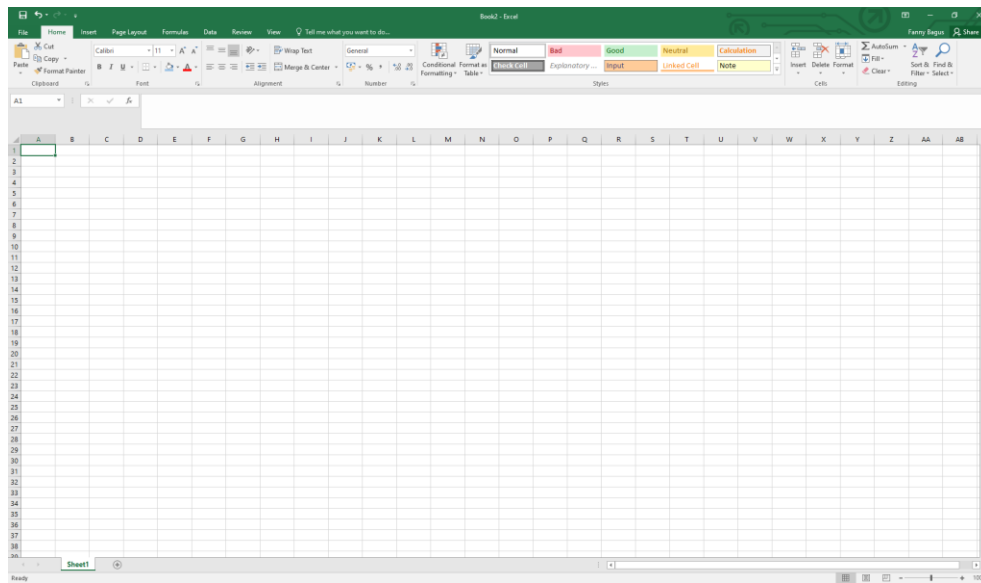 Book2 - Excel
File Home Insert Page Layout Formulas Data Review View Tell me what you want to do... Fanny Bagus Share
Cut
Copy
Format Painter
Paste
Calibri 11 A A
B I U A
Wrap Text
Merge & Center
General
%
Conditional Formatting
Format as Table
Normal Bad Good Neutral Calculation
Check Cell Explanatory ... Input Linked Cell Note
Insert Delete Format
AutoSum
Fill
Clear
Sort & Filter
Find & Select
Clipboard Font Alignment Number Styles Cells Editing
A1 fx
A B C D E F G H I J K L M N O P Q R S T U V W X Y Z AA AB
1
2
3
4
5
6
7
8
9
10
11
12
13
14
15
16
17
18
19
20
21
22
23
24
25
26
27
28
29
30
31
32
33
34
35
36
37
38
39
Sheet1
Ready